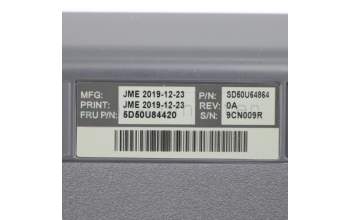 MFG: JME 2019-12-23 P/N: SD50U64864
PRINT: JME 2019-12-23 REV: 0A
FRU P/N: 5D50U84420 S/N: 9CN009R